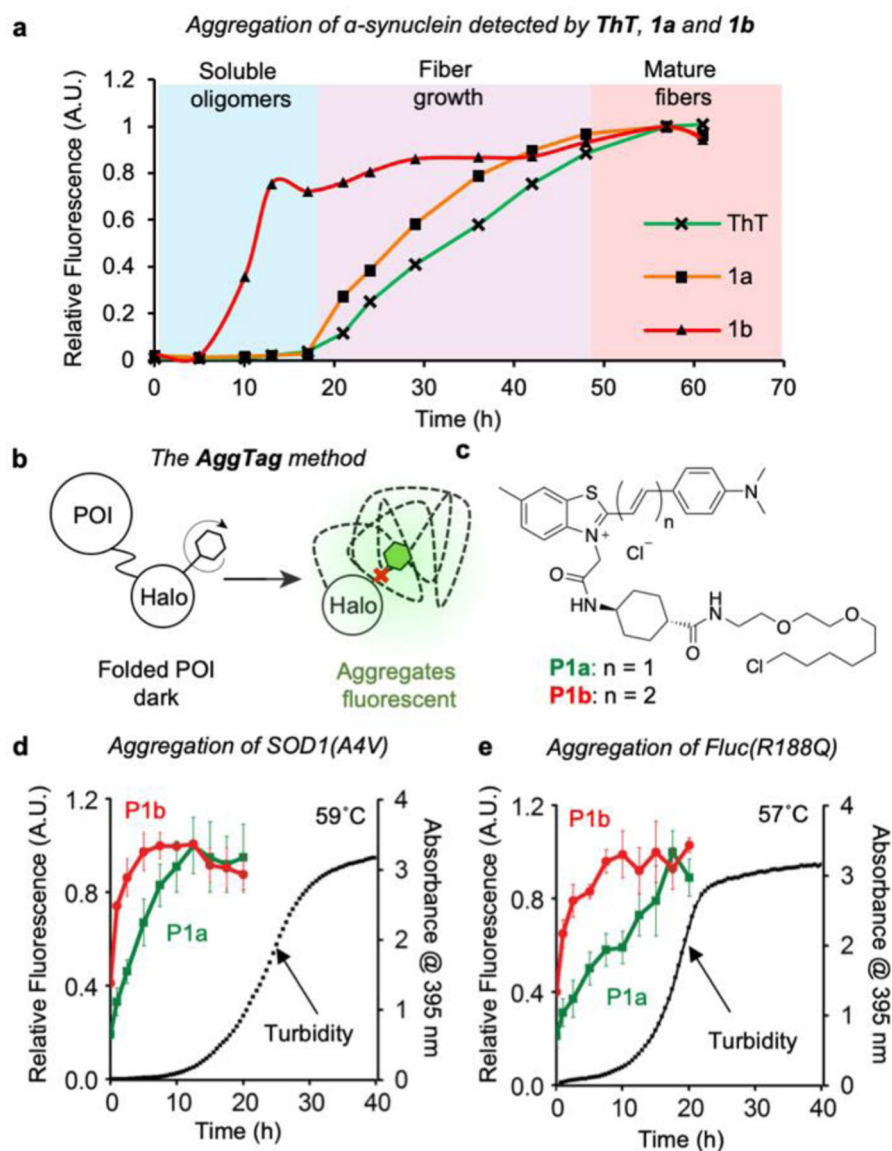 a Aggregation of α-synuclein detected by ThT, 1a and 1b
Soluble oligomers
Fiber growth
Mature fibers
Relative Fluorescence (A.U.)
1.2
1
0.8
0.6
0.4
0.2
0
0 10 20 30 40 50 60 70
Time (h)
ThT
1a
1b
b The AggTag method
POI
Halo
Folded POI
dark
Halo
Aggregates
fluorescent
c
S
N+
( )n
N
Cl−
O
HN
H
N
O
O
O
Cl
P1a: n = 1
P1b: n = 2
d Aggregation of SOD1(A4V)
Relative Fluorescence (A.U.)
1.2
0.8
0.4
0.0
P1b
59˚C
P1a
Turbidity
4
3
2
1
0
Absorbance @ 395 nm
0 10 20 30 40
Time (h)
e Aggregation of Fluc(R188Q)
Relative Fluorescence (A.U.)
1.2
0.8
0.4
0.0
P1b
57˚C
P1a
Turbidity
4
3
2
1
0
Absorbance @ 395 nm
0 10 20 30 40
Time (h)